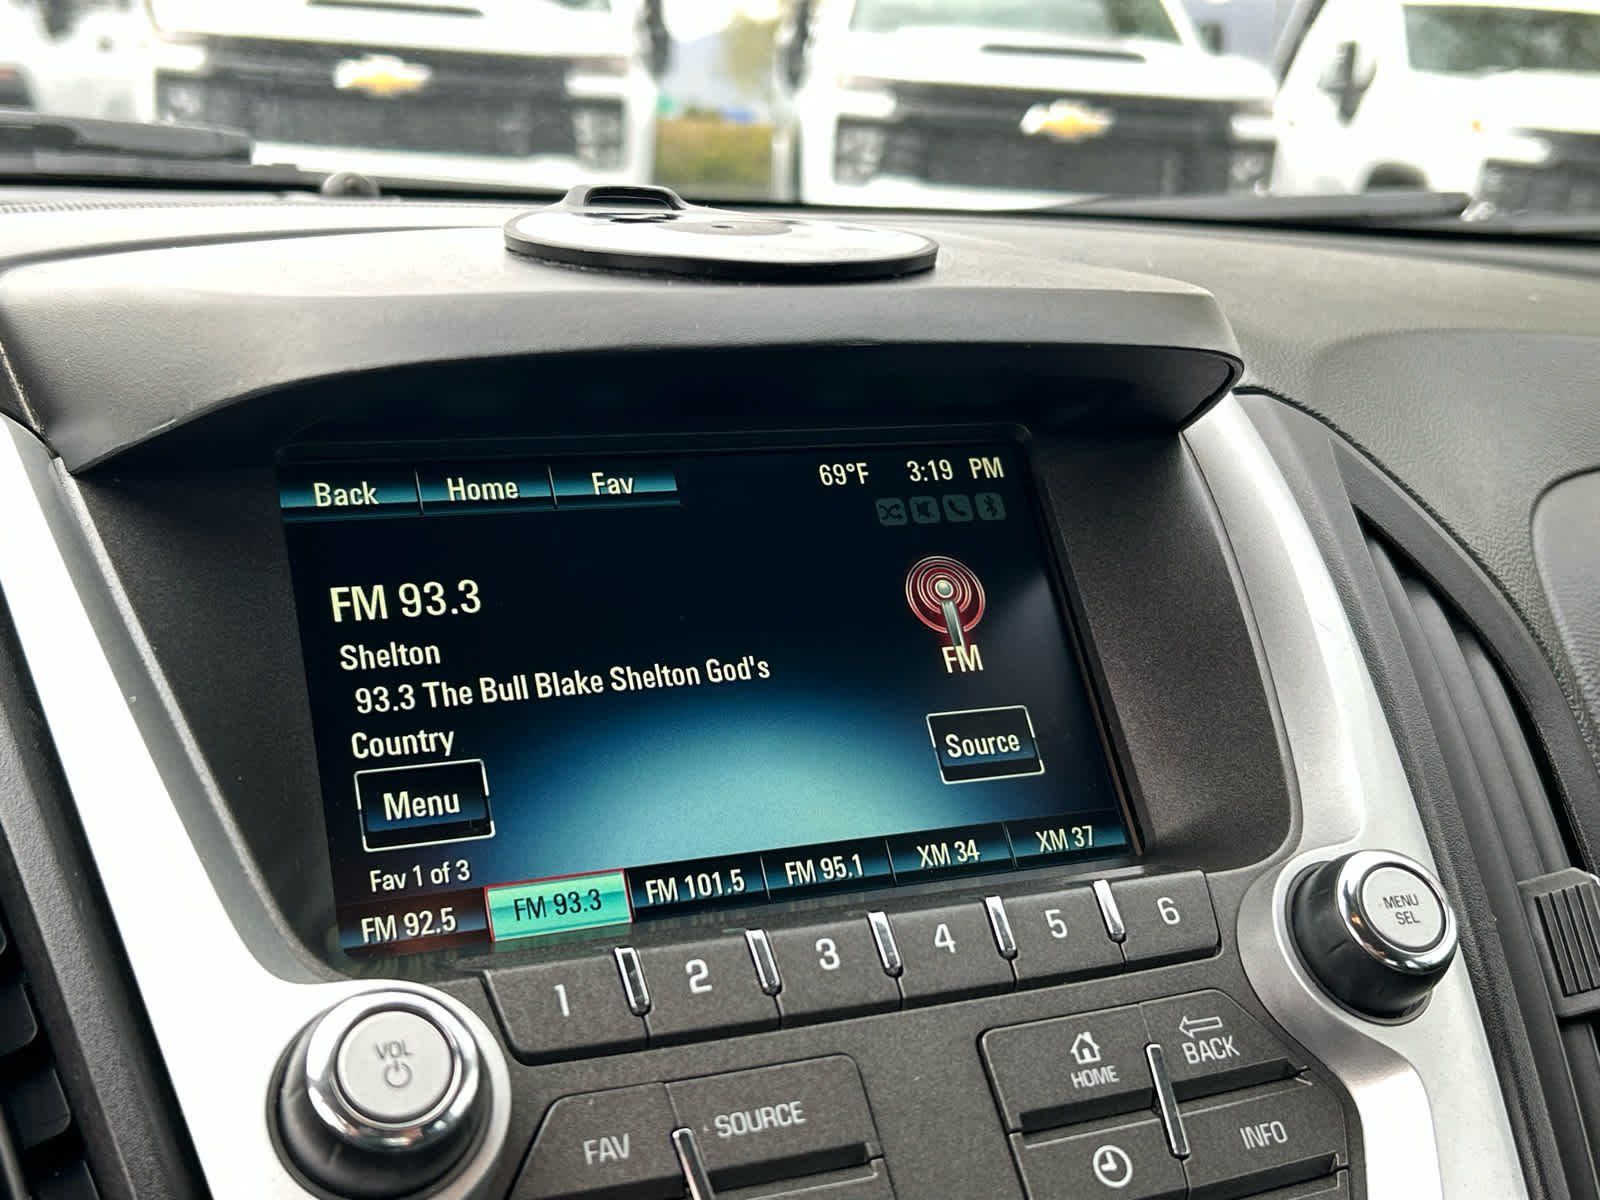 Back Home Fav 69°F 3:19 PM
FM 93.3
Shelton
93.3 The Bull Blake Shelton God's
Country
FM
Source
Menu
Fav 1 of 3
FM 92.5 FM 93.3 FM 101.5 FM 95.1 XM 34 XM 37
1 2 3 4 5 6
MENU
SEL
VOL
HOME
BACK
FAV
SOURCE
INFO